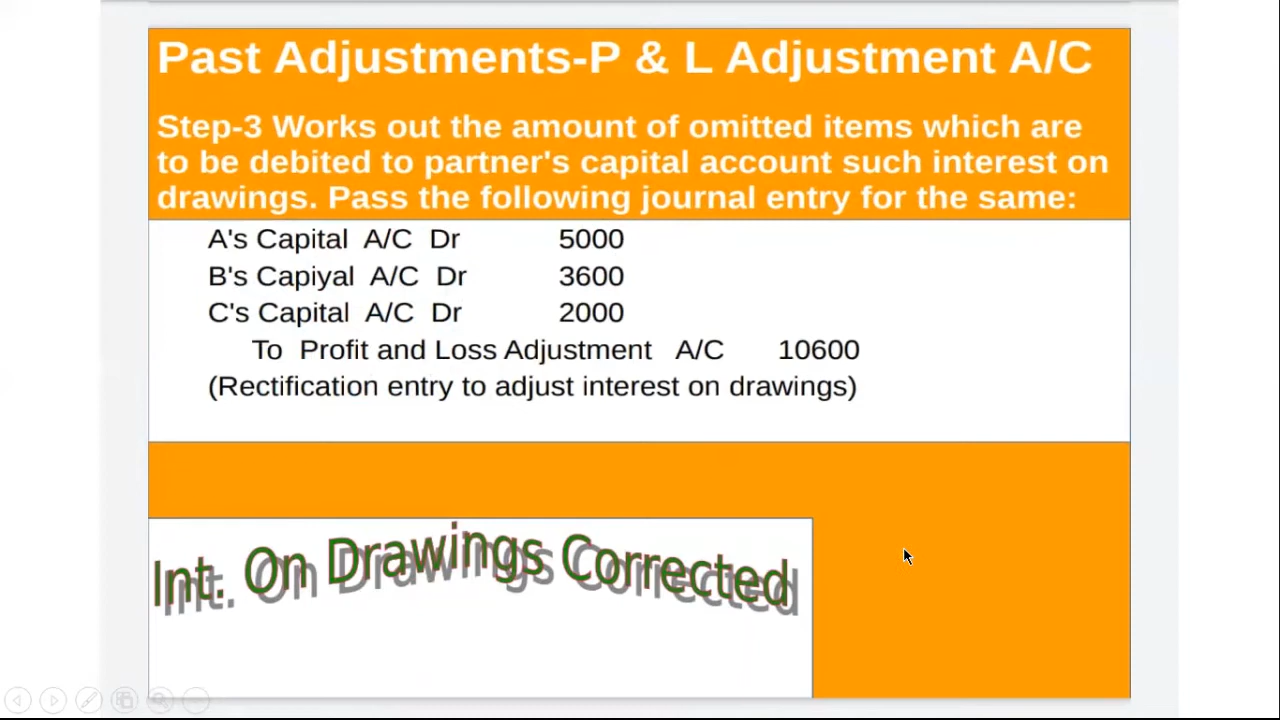 Past Adjustments-P & L Adjustment A/C
Step-3 Works out the amount of omitted items which are
to be debited to partner's capital account such interest on
drawings. Pass the following journal entry for the same:
A's Capital A/C Dr 5000
B's Capiyal A/C Dr 3600
C's Capital A/C Dr 2000
To Profit and Loss Adjustment A/C 10600
(Rectification entry to adjust interest on drawings)
Int. On Drawings Corrected